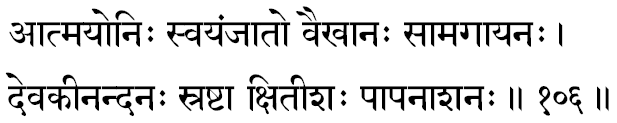 आत्मयोनिः स्वयंजातो वैखानः सामगायनः ।
देवकीनन्दनः स्रष्टा क्षितीशः पापनाशनः ॥ १०६ ॥